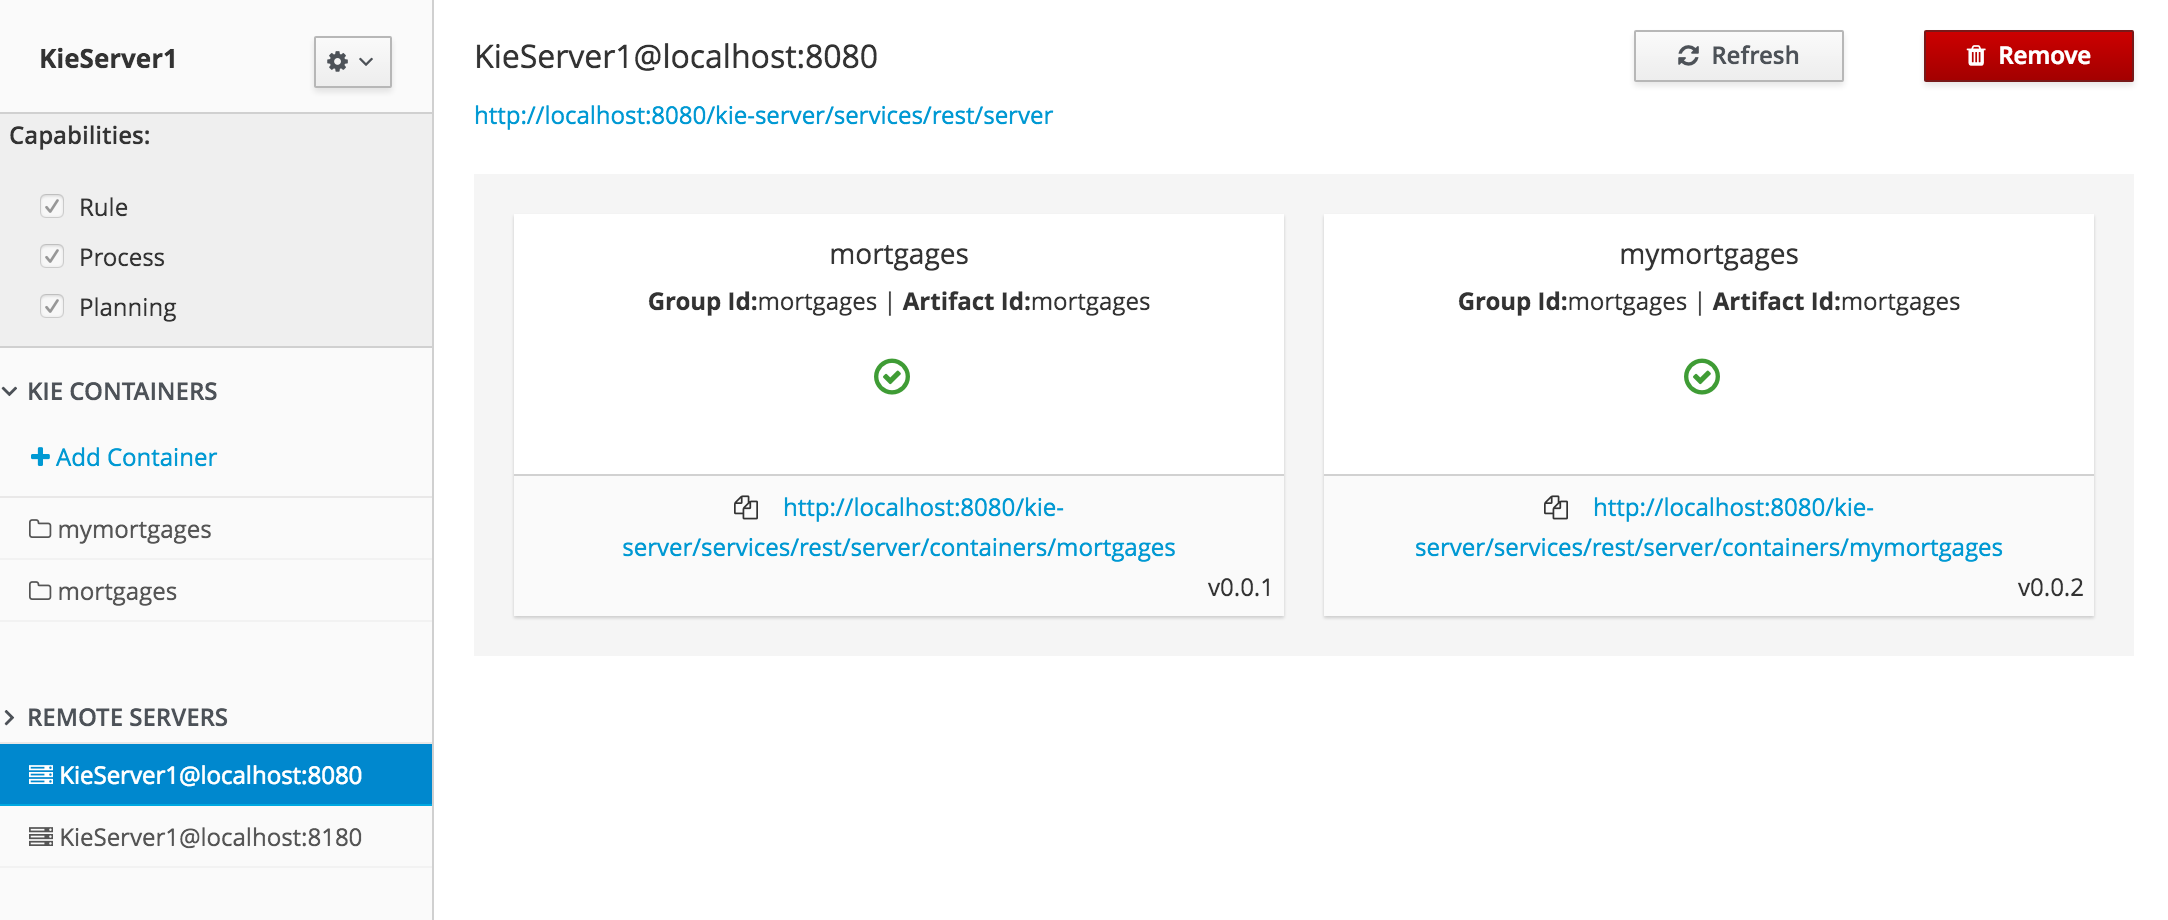 KieServer1
Capabilities:
Rule
Process
Planning
KIE CONTAINERS
Add Container
mymortgages
mortgages
REMOTE SERVERS
KieServer1@localhost:8080
KieServer1@localhost:8180
KieServer1@localhost:8080
Refresh
Remove
http://localhost:8080/kie-server/services/rest/server
mortgages
Group Id:mortgages | Artifact Id:mortgages
http://localhost:8080/kie-
server/services/rest/server/containers/mortgages
v0.0.1
mymortgages
Group Id:mortgages | Artifact Id:mortgages
http://localhost:8080/kie-
server/services/rest/server/containers/mymortgages
v0.0.2